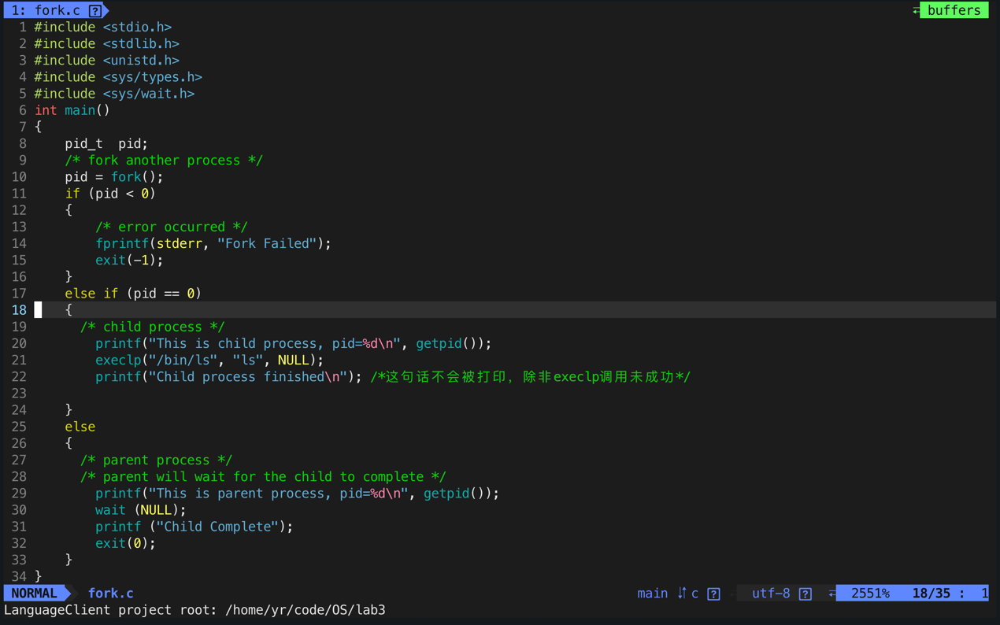 1: fork.c [?] buffers
1 #include <stdio.h>
2 #include <stdlib.h>
3 #include <unistd.h>
4 #include <sys/types.h>
5 #include <sys/wait.h>
6 int main()
7 {
8     pid_t  pid;
9     /* fork another process */
10     pid = fork();
11     if (pid < 0)
12     {
13         /* error occurred */
14         fprintf(stderr, "Fork Failed");
15         exit(-1);
16     }
17     else if (pid == 0)
18     {
19       /* child process */
20         printf("This is child process, pid=%d\n", getpid());
21         execlp("/bin/ls", "ls", NULL);
22         printf("Child process finished\n"); /*这句话不会被打印, 除非execlp调用未成功*/
23
24     }
25     else
26     {
27       /* parent process */
28       /* parent will wait for the child to complete */
29         printf("This is parent process, pid=%d\n", getpid());
30         wait (NULL);
31         printf ("Child Complete");
32         exit(0);
33     }
34 }
NORMAL fork.c main c [?] utf-8 [?] 2551% 18/35 : 1
LanguageClient project root: /home/yr/code/OS/lab3